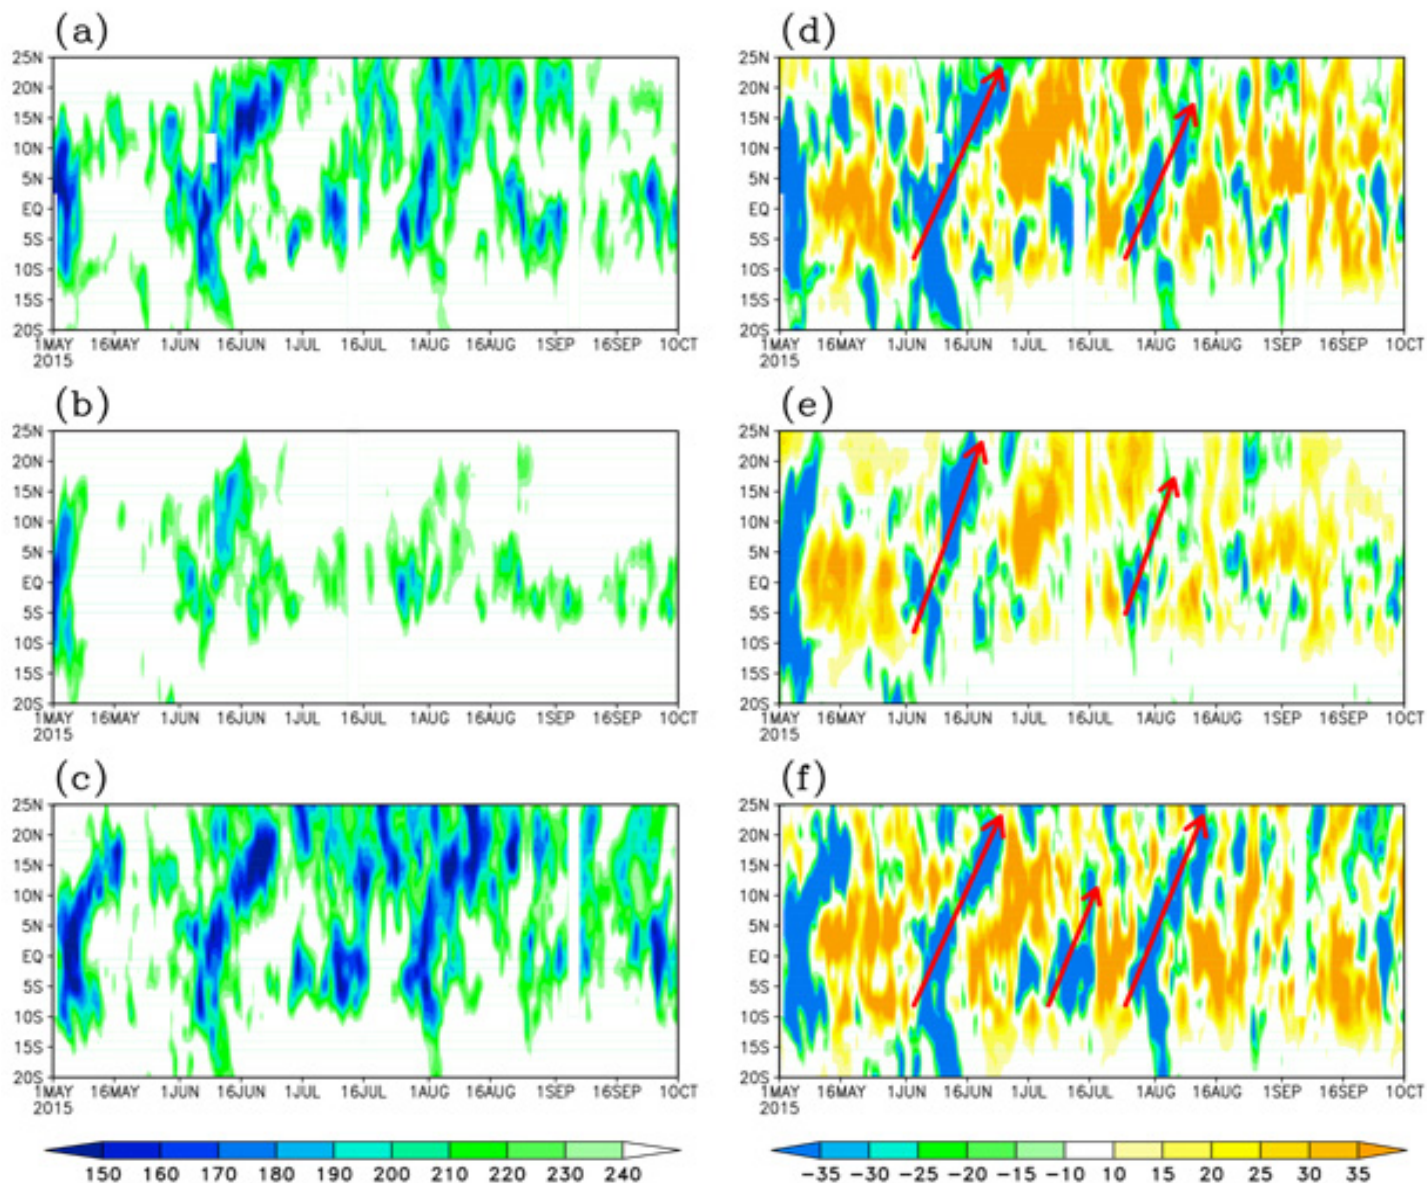 (a)
(d)
25N
20N
15N
10N
5N
EQ
5S
10S
15S
20S
1MAY 16MAY 1JUN 16JUN 1JUL 16JUL 1AUG 16AUG 1SEP 16SEP 1OCT
2015
25N
20N
15N
10N
5N
EQ
5S
10S
15S
20S
1MAY 16MAY 1JUN 16JUN 1JUL 16JUL 1AUG 16AUG 1SEP 16SEP 1OCT
2015
(b)
(e)
25N
20N
15N
10N
5N
EQ
5S
10S
15S
20S
1MAY 16MAY 1JUN 16JUN 1JUL 16JUL 1AUG 16AUG 1SEP 16SEP 1OCT
2015
25N
20N
15N
10N
5N
EQ
5S
10S
15S
20S
1MAY 16MAY 1JUN 16JUN 1JUL 16JUL 1AUG 16AUG 1SEP 16SEP 1OCT
2015
(c)
(f)
25N
20N
15N
10N
5N
EQ
5S
10S
15S
20S
1MAY 16MAY 1JUN 16JUN 1JUL 16JUL 1AUG 16AUG 1SEP 16SEP 1OCT
2015
25N
20N
15N
10N
5N
EQ
5S
10S
15S
20S
1MAY 16MAY 1JUN 16JUN 1JUL 16JUL 1AUG 16AUG 1SEP 16SEP 1OCT
2015
150 160 170 180 190 200 210 220 230 240
-35 -30 -25 -20 -15 -10 10 15 20 25 30 35